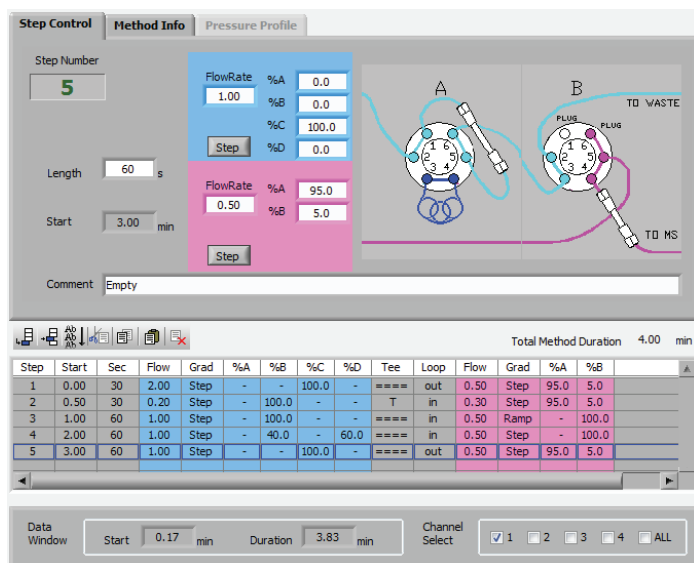 Step Control Method Info Pressure Profile
Step Number
5
FlowRate %A 0.0
1.00 %B 0.0
%C 100.0
Step %D 0.0
Length 60 s
FlowRate %A 95.0
0.50 %B 5.0
Start 3.00 min
Step
A B
TO WASTE
PLUG PLUG
1 6 1 6
2 5 2 5
3 4 3 4
TO MS
Comment Empty
Ab Ab Ab
Total Method Duration 4.00 min
Step Start Sec Flow Grad %A %B %C %D Tee Loop Flow Grad %A %B
1 0.00 30 2.00 Step - - 100.0 - ==== out 0.50 Step 95.0 5.0
2 0.50 30 0.20 Step - 100.0 - - T in 0.30 Step 95.0 5.0
3 1.00 60 1.00 Step - 100.0 - - ==== in 0.50 Ramp - 100.0
4 2.00 60 1.00 Step - 40.0 - 60.0 ==== in 0.50 Step - 100.0
5 3.00 60 1.00 Step - - 100.0 - ==== out 0.50 Step 95.0 5.0
Data Window Start 0.17 min Duration 3.83 min Channel Select 1 2 3 4 ALL